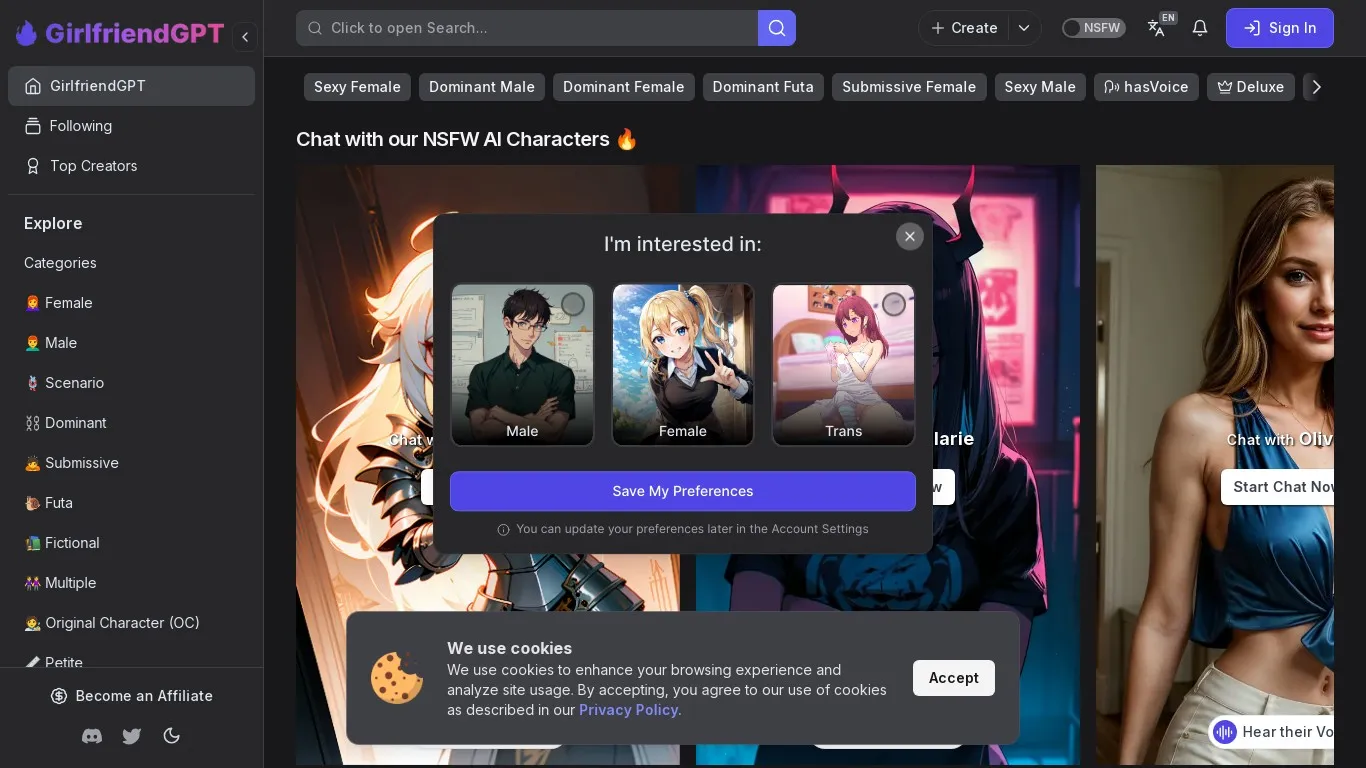 GirlfriendGPT
Click to open Search...
Create
NSFW
EN
Sign In
GirlfriendGPT
Following
Top Creators
Explore
Categories
Female
Male
Scenario
Dominant
Submissive
Futa
Fictional
Multiple
Original Character (OC)
Petite
Become an Affiliate
Sexy Female
Dominant Male
Dominant Female
Dominant Futa
Submissive Female
Sexy Male
hasVoice
Deluxe
Chat with our NSFW AI Characters 🔥
I'm interested in:
Male
Female
Trans
Save My Preferences
You can update your preferences later in the Account Settings
Chat
larie
w
Chat with Oliv
Start Chat Now
Hear their Vo
We use cookies
We use cookies to enhance your browsing experience and
analyze site usage. By accepting, you agree to our use of cookies
as described in our Privacy Policy.
Accept